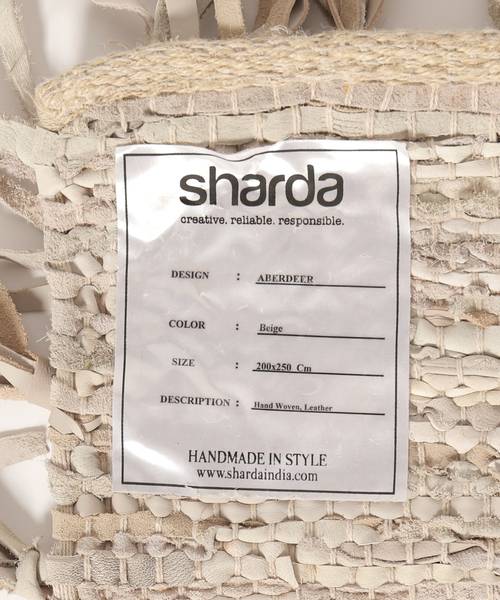 sharda
creative. reliable. responsible.
DESIGN : ABERDEER
COLOR : Beige
SIZE : 200x250 Cm
DESCRIPTION : Hand Woven, Leather
HANDMADE IN STYLE
www.shardaindia.com